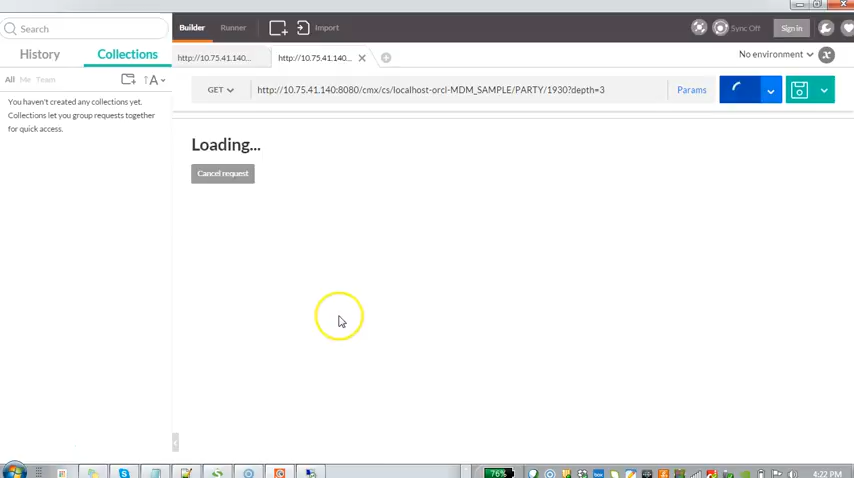 Search
Builder
Runner
Import
Sync Off
Sign in
History
Collections
http://10.75.41.140...
http://10.75.41.140:...
No environment
All Me Team
GET
http://10.75.41.140:8080/cmx/cs/localhost-orcl-MDM_SAMPLE/PARTY/1930?depth=3
Params
You haven't created any collections yet.
Collections let you group requests together
for quick access.
Loading...
Cancel request
76%
4:22 PM